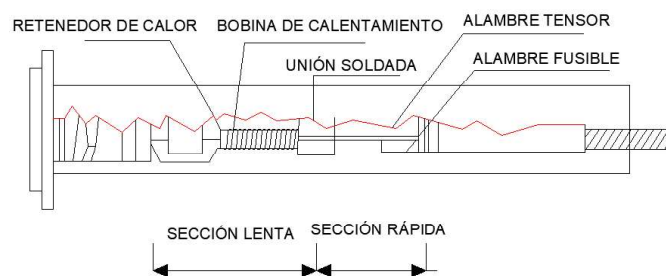 ALAMBRE TENSOR
RETENEDOR DE CALOR
BOBINA DE CALENTAMIENTO
ALAMBRE FUSIBLE
UNIÓN SOLDADA
SECCIÓN LENTA
SECCIÓN RÁPIDA